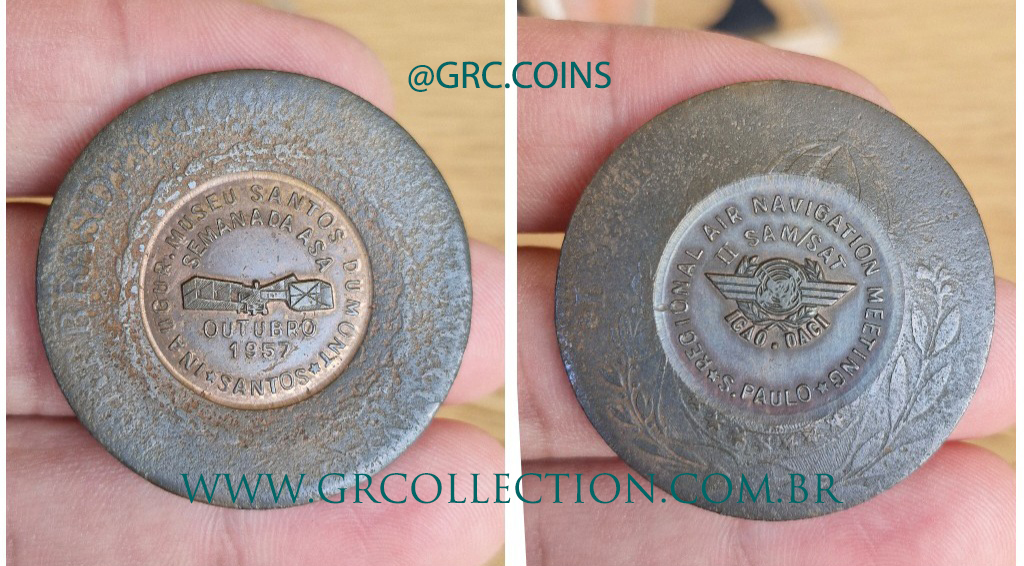 @GRC.COINS
BRASIL
INAUGUR. MUSEU SANTOS DUMONT
SEMANA DA ASA
OUTUBRO
1957
★SANTOS★
REGIONAL AIR NAVIGATION MEETING
II SAM/SAT
ICAO • OACI
★S. PAULO★
WWW.GRCOLLECTION.COM.BR